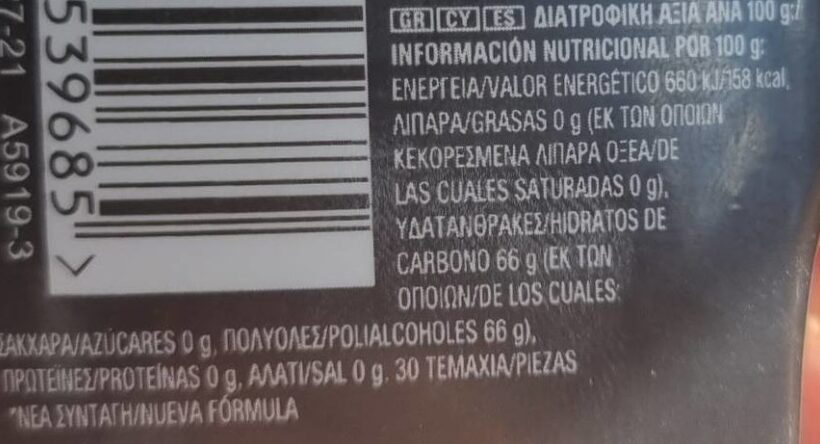 GR CY ES ΔΙΑΤΡΟΦΙΚΗ ΑΞΙΑ ΑΝΑ 100 g:/
INFORMACIÓN NUTRICIONAL POR 100 g:
ΕΝΕΡΓΕΙΑ/VALOR ENERGÉTICO 660 kJ/158 kcal,
ΛΙΠΑΡΑ/GRASAS 0 g (ΕΚ ΤΩΝ ΟΠΟΙΩΝ
ΚΕΚΟΡΕΣΜΕΝΑ ΛΙΠΑΡΑ ΟΞΕΑ/DE
LAS CUALES SATURADAS 0 g),
ΥΔΑΤΑΝΘΡΑΚΕΣ/HIDRATOS DE
CARBONO 66 g (ΕΚ ΤΩΝ
ΟΠΟΙΩΝ/DE LOS CUALES:
ΣΑΚΧΑΡΑ/AZÚCARES 0 g, ΠΟΛΥΟΛΕΣ/POLIALCOHOLES 66 g),
ΠΡΩΤΕΪΝΕΣ/PROTEÍNAS 0 g, ΑΛΑΤΙ/SAL 0 g. 30 ΤΕΜΑΧΙΑ/PIEZAS
*ΝΕΑ ΣΥΝΤΑΓΗ/NUEVA FÓRMULA
539685 >
7-21 A5919-3